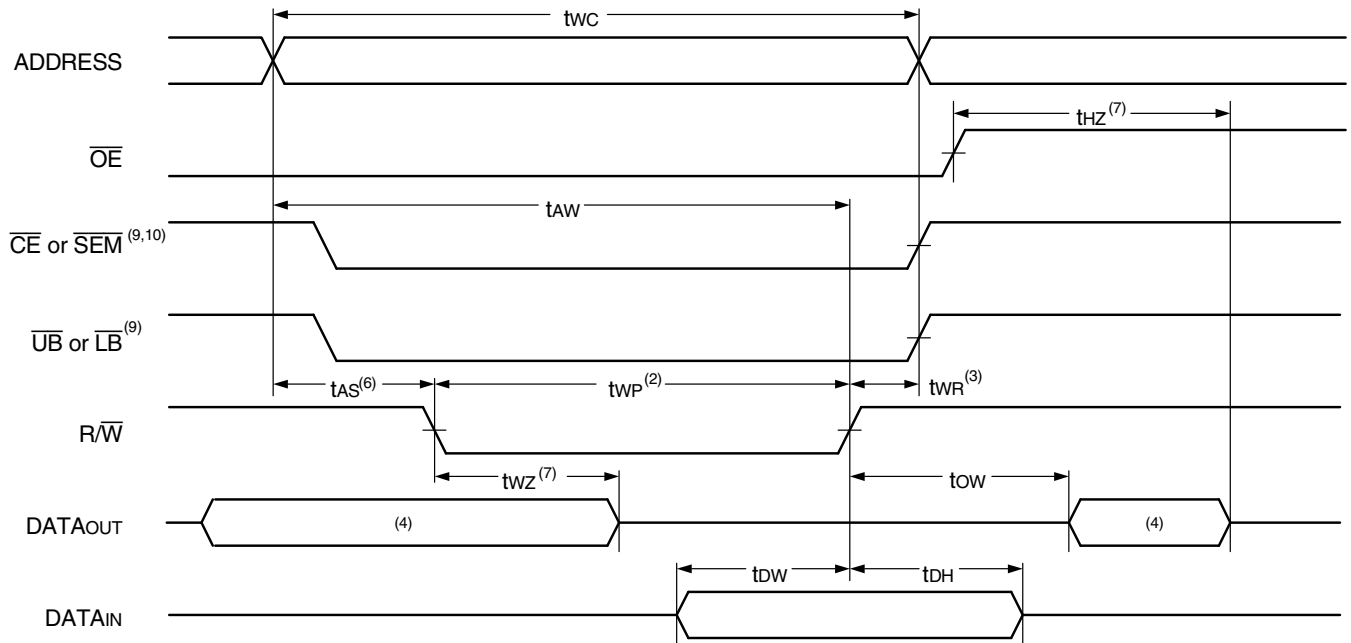 tWC
ADDRESS
tHZ(7)
OE
tAW
CE or SEM(9,10)
UB or LB(9)
tAS(6) tWP(2) tWR(3)
R/W
tWZ(7) tOW
DATAOUT (4) (4)
tDW tDH
DATAIN